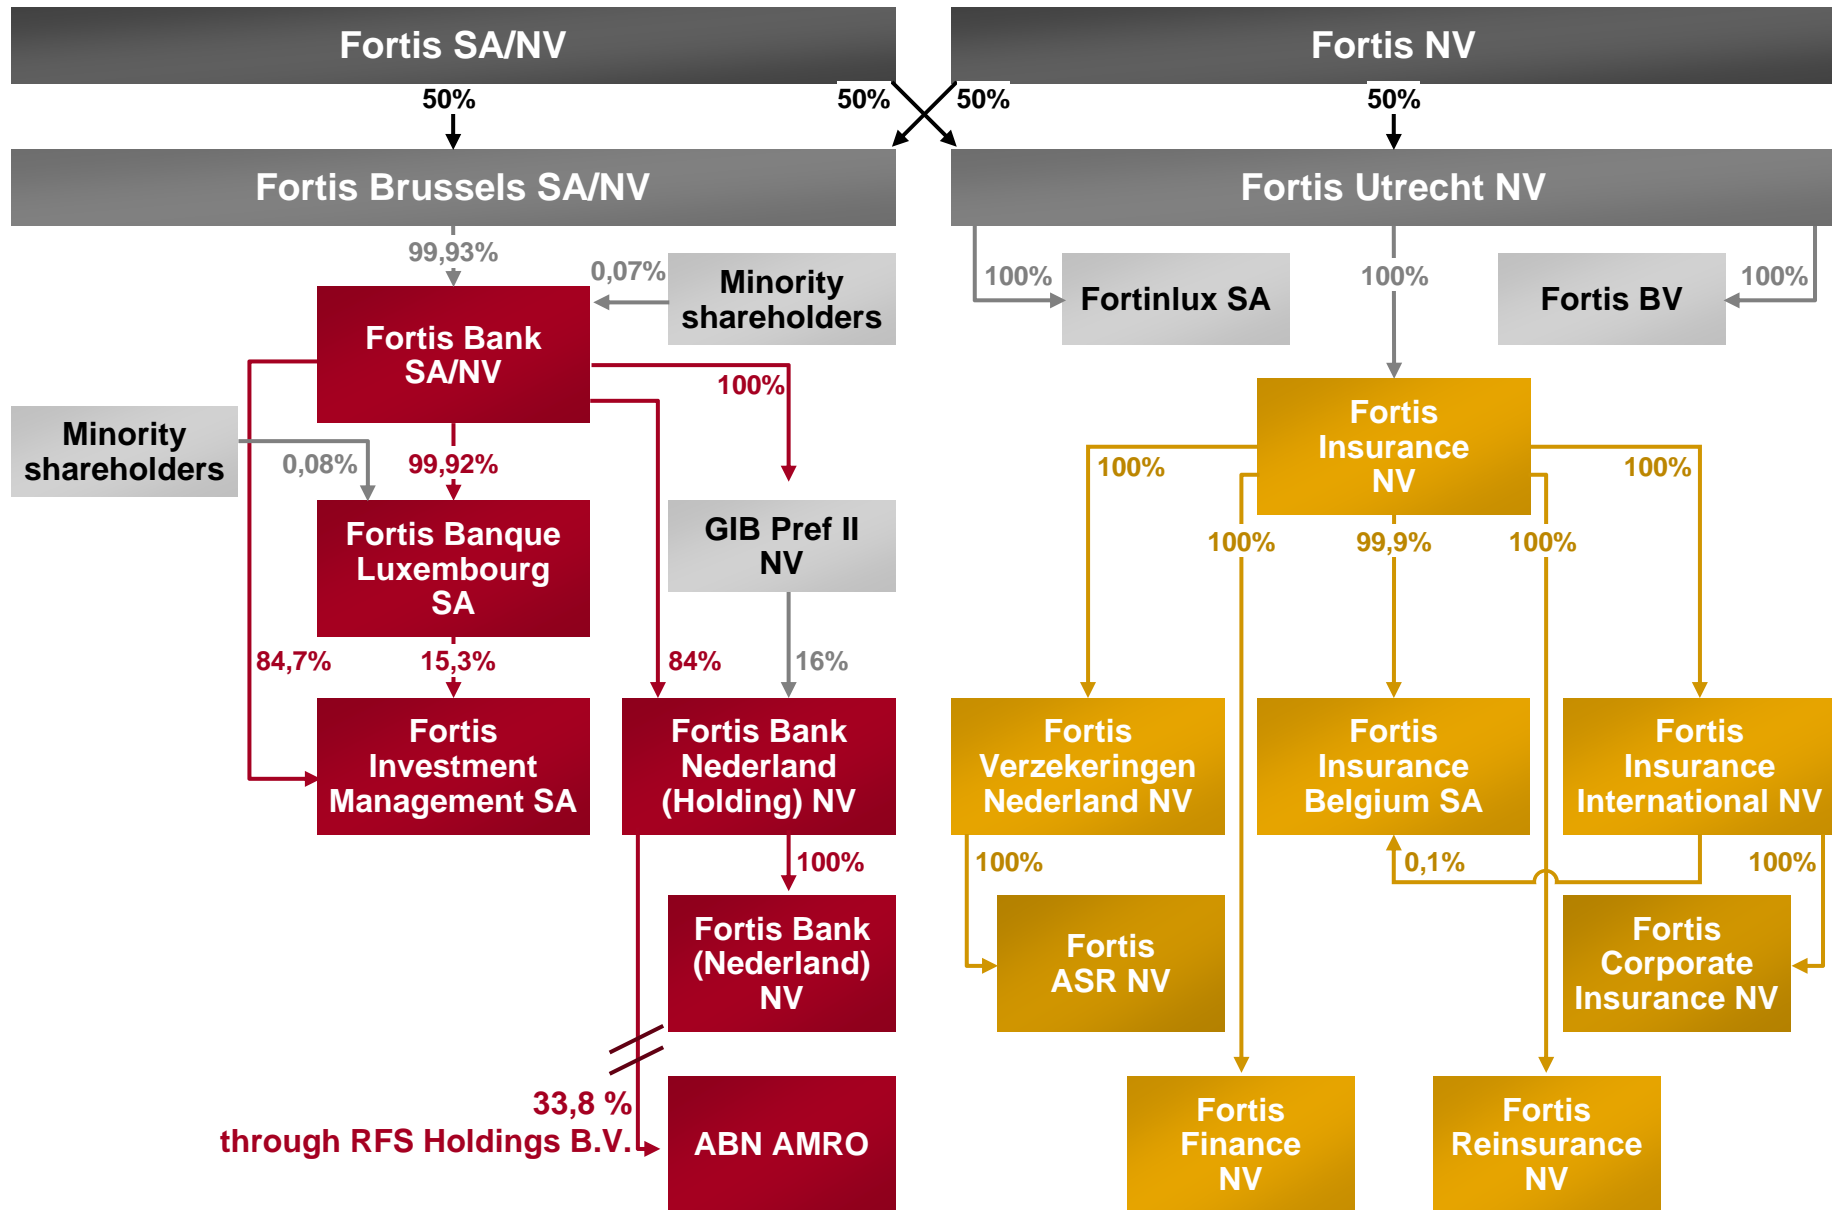 Fortis SA/NV
Fortis NV
50%
50%
50%
50%
Fortis Brussels SA/NV
Fortis Utrecht NV
99,93%
0,07%
Minority
shareholders
100%
Fortinlux SA
100%
Fortis BV
100%
Fortis Bank
SA/NV
100%
Minority
shareholders
0,08%
99,92%
Fortis
Insurance
NV
100%
100%
Fortis Banque
Luxembourg
SA
GIB Pref II
NV
100%
99,9%
100%
84,7%
15,3%
84%
16%
Fortis
Investment
Management SA
Fortis Bank
Nederland
(Holding) NV
Fortis
Verzekeringen
Nederland NV
Fortis
Insurance
Belgium SA
Fortis
Insurance
International NV
100%
100%
0,1%
100%
Fortis Bank
(Nederland)
NV
Fortis
ASR NV
Fortis
Corporate
Insurance NV
33,8 %
through RFS Holdings B.V.
ABN AMRO
Fortis
Finance
NV
Fortis
Reinsurance
NV